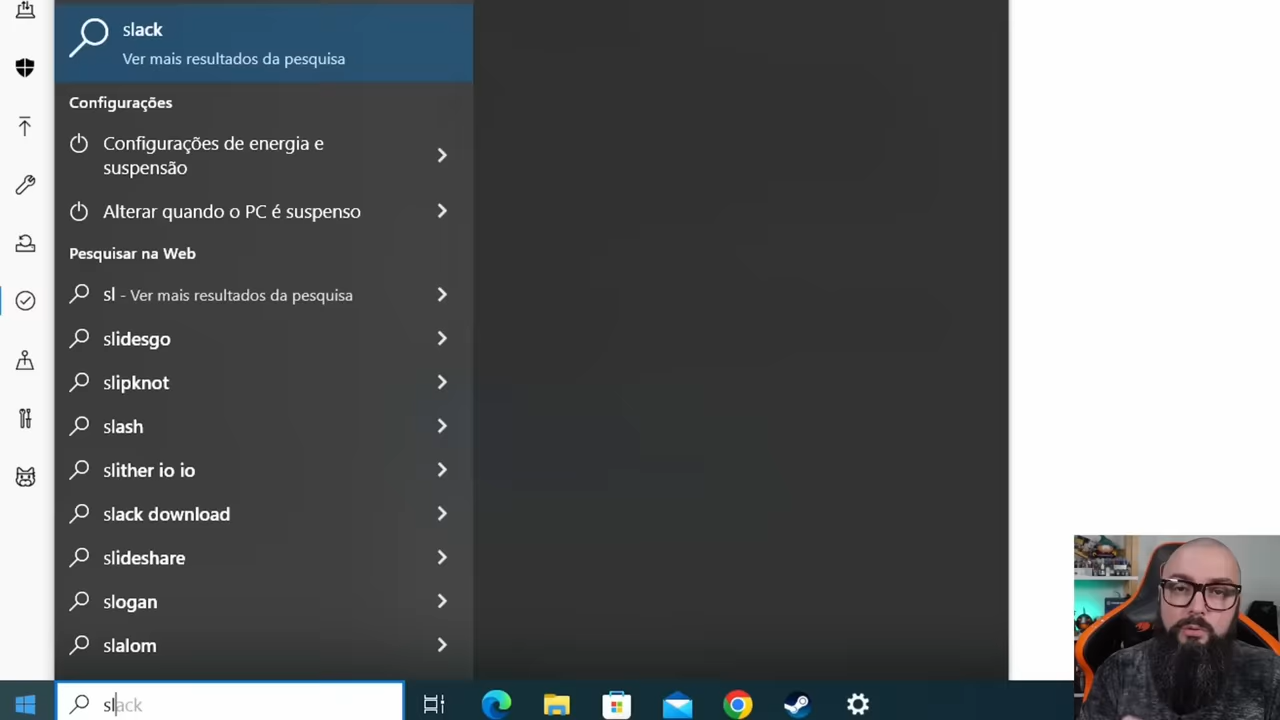 slack
Ver mais resultados da pesquisa
Configurações
Configurações de energia e
suspensão
Alterar quando o PC é suspenso
Pesquisar na Web
sl - Ver mais resultados da pesquisa
slidesgo
slipknot
slash
slither io io
slack download
slideshare
slogan
slalom
slack